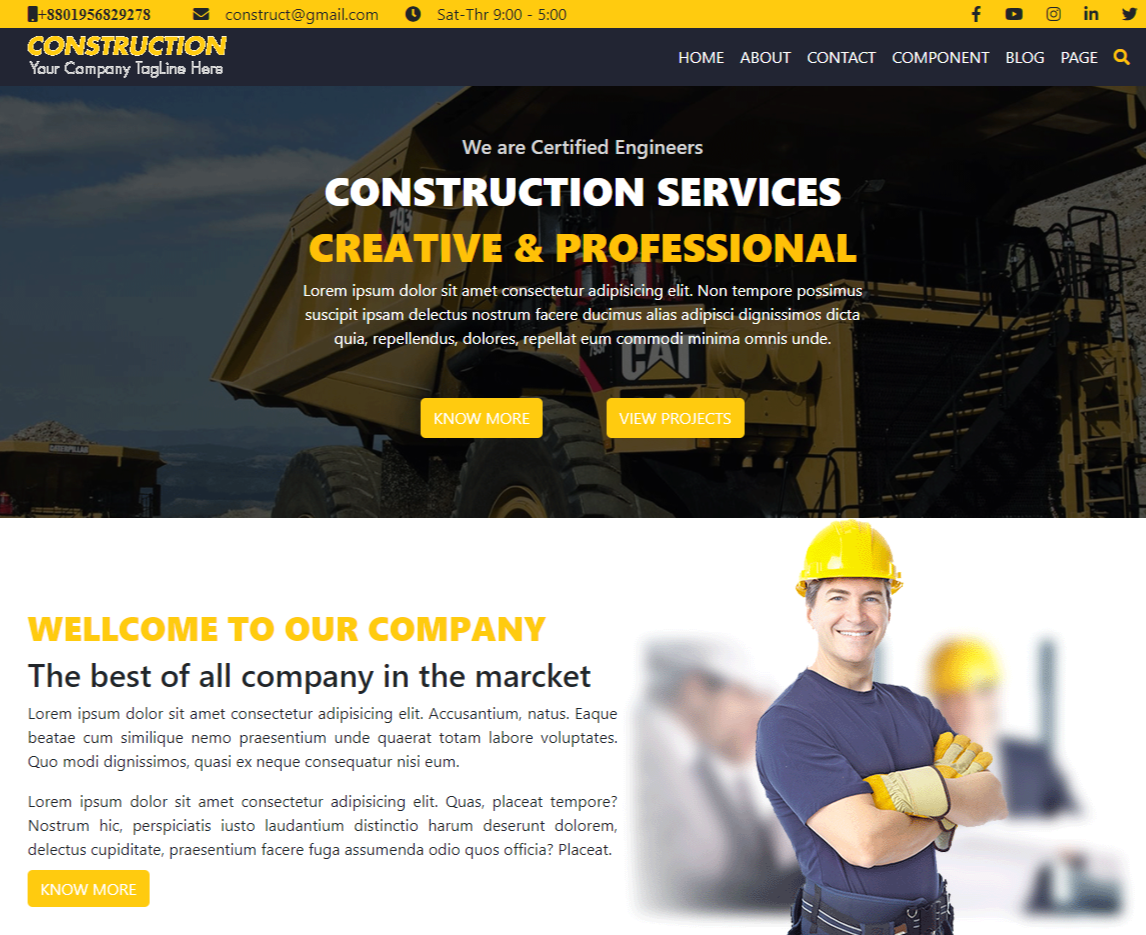 +8801956829278 construct@gmail.com Sat-Thr 9:00 - 5:00
CONSTRUCTION
Your Company TagLine Here
HOME ABOUT CONTACT COMPONENT BLOG PAGE
We are Certified Engineers
CONSTRUCTION SERVICES
793
CREATIVE & PROFESSIONAL
Lorem ipsum dolor sit amet consectetur adipisicing elit. Non tempore possimus
suscipit ipsam delectus nostrum facere ducimus alias adipisci dignissimos dicta
quia, repellendus, dolores, repellat eum commodi minima omnis unde.
793
CAT
KNOW MORE VIEW PROJECTS
CATERPILLAR
WELLCOME TO OUR COMPANY
The best of all company in the marcket
Lorem ipsum dolor sit amet consectetur adipisicing elit. Accusantium, natus. Eaque
beatae cum similique nemo praesentium unde quaerat totam labore voluptates.
Quo modi dignissimos, quasi ex neque consequatur nisi eum.
Lorem ipsum dolor sit amet consectetur adipisicing elit. Quas, placeat tempore?
Nostrum hic, perspiciatis iusto laudantium distinctio harum deserunt dolorem,
delectus cupiditate, praesentium facere fuga assumenda odio quos officia? Placeat.
KNOW MORE